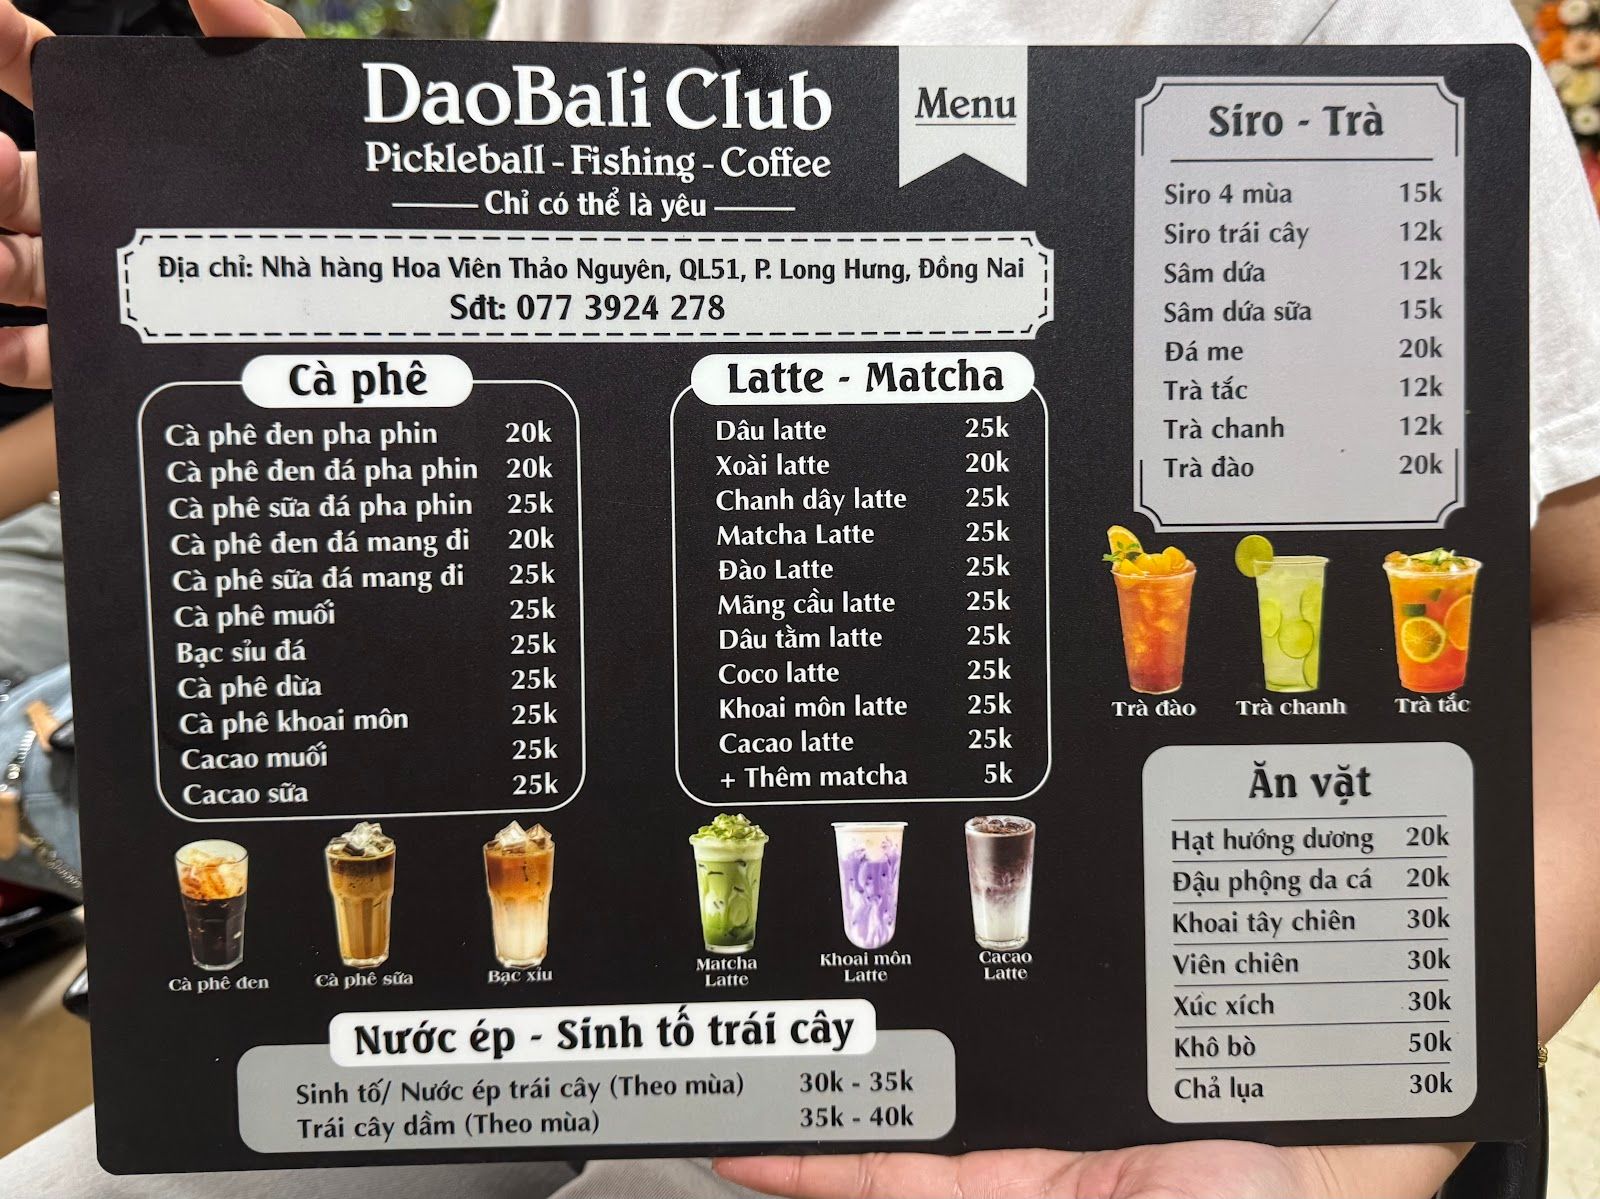 DaoBali Club
Pickleball - Fishing - Coffee
Chỉ có thể là yêu
Menu
Địa chỉ: Nhà hàng Hoa Viên Thảo Nguyên, QL51, P. Long Hưng, Đồng Nai
Sđt: 077 3924 278
Cà phê
Cà phê đen pha phin 20k
Cà phê đen đá pha phin 20k
Cà phê sữa đá pha phin 25k
Cà phê đen đá mang đi 20k
Cà phê sữa đá mang đi 25k
Cà phê muối 25k
Bạc sỉu đá 25k
Cà phê dừa 25k
Cà phê khoai môn 25k
Cacao muối 25k
Cacao sữa 25k
Cà phê đen
Cà phê sữa
Bạc xỉu
Latte - Matcha
Dâu latte 25k
Xoài latte 20k
Chanh dây latte 25k
Matcha Latte 25k
Đào Latte 25k
Mãng cầu latte 25k
Dâu tằm latte 25k
Coco latte 25k
Khoai môn latte 25k
Cacao latte 25k
+ Thêm matcha 5k
Matcha
Latte
Khoai môn
Latte
Cacao
Latte
Nước ép - Sinh tố trái cây
Sinh tố/ Nước ép trái cây (Theo mùa) 30k - 35k
Trái cây dầm (Theo mùa) 35k - 40k
Siro - Trà
Siro 4 mùa 15k
Siro trái cây 12k
Sâm dứa 12k
Sâm dứa sữa 15k
Đá me 20k
Trà tắc 12k
Trà chanh 12k
Trà đào 20k
Trà đào
Trà chanh
Trà tắc
Ăn vặt
Hạt hướng dương 20k
Đậu phộng da cá 20k
Khoai tây chiên 30k
Viên chiên 30k
Xúc xích 30k
Khô bò 50k
Chả lụa 30k